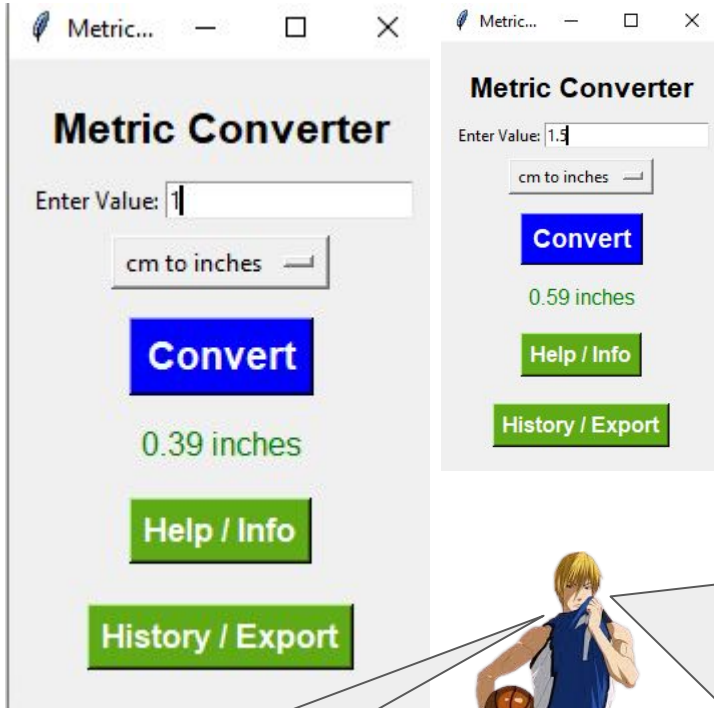 Metric...
Metric Converter
Enter Value: 1
cm to inches
Convert
0.39 inches
Help / Info
History / Export
Metric...
Metric Converter
Enter Value: 1.5
cm to inches
Convert
0.59 inches
Help / Info
History / Export